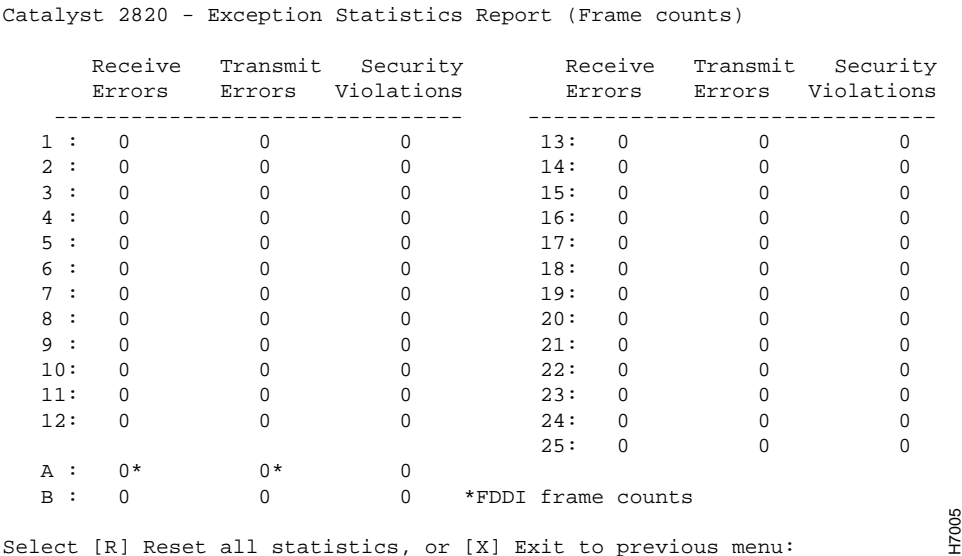 Catalyst 2820 - Exception Statistics Report (Frame counts)
Receive Transmit Security Receive Transmit Security
Errors Errors Violations Errors Errors Violations
--------------------------------- ---------------------------------
1 : 0 0 0 13: 0 0 0
2 : 0 0 0 14: 0 0 0
3 : 0 0 0 15: 0 0 0
4 : 0 0 0 16: 0 0 0
5 : 0 0 0 17: 0 0 0
6 : 0 0 0 18: 0 0 0
7 : 0 0 0 19: 0 0 0
8 : 0 0 0 20: 0 0 0
9 : 0 0 0 21: 0 0 0
10: 0 0 0 22: 0 0 0
11: 0 0 0 23: 0 0 0
12: 0 0 0 24: 0 0 0
25: 0 0 0
A : 0* 0* 0
B : 0 0 0 *FDDI frame counts
Select [R] Reset all statistics, or [X] Exit to previous menu:
H7005